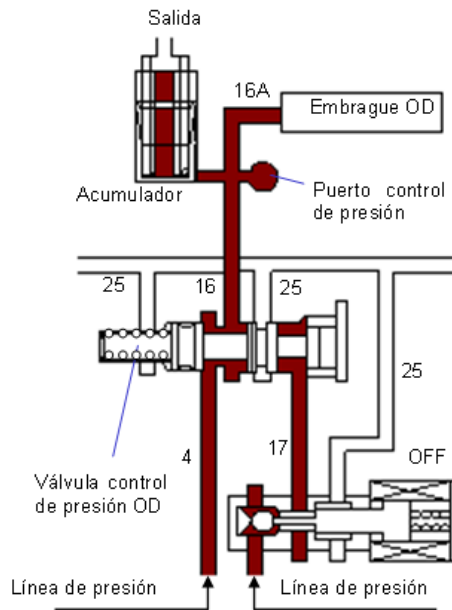 Salida
16A
Embrague OD
Acumulador
Puerto control
de presión
25
16
25
25
4
17
OFF
Válvula control
de presión OD
Línea de presión
Línea de presión